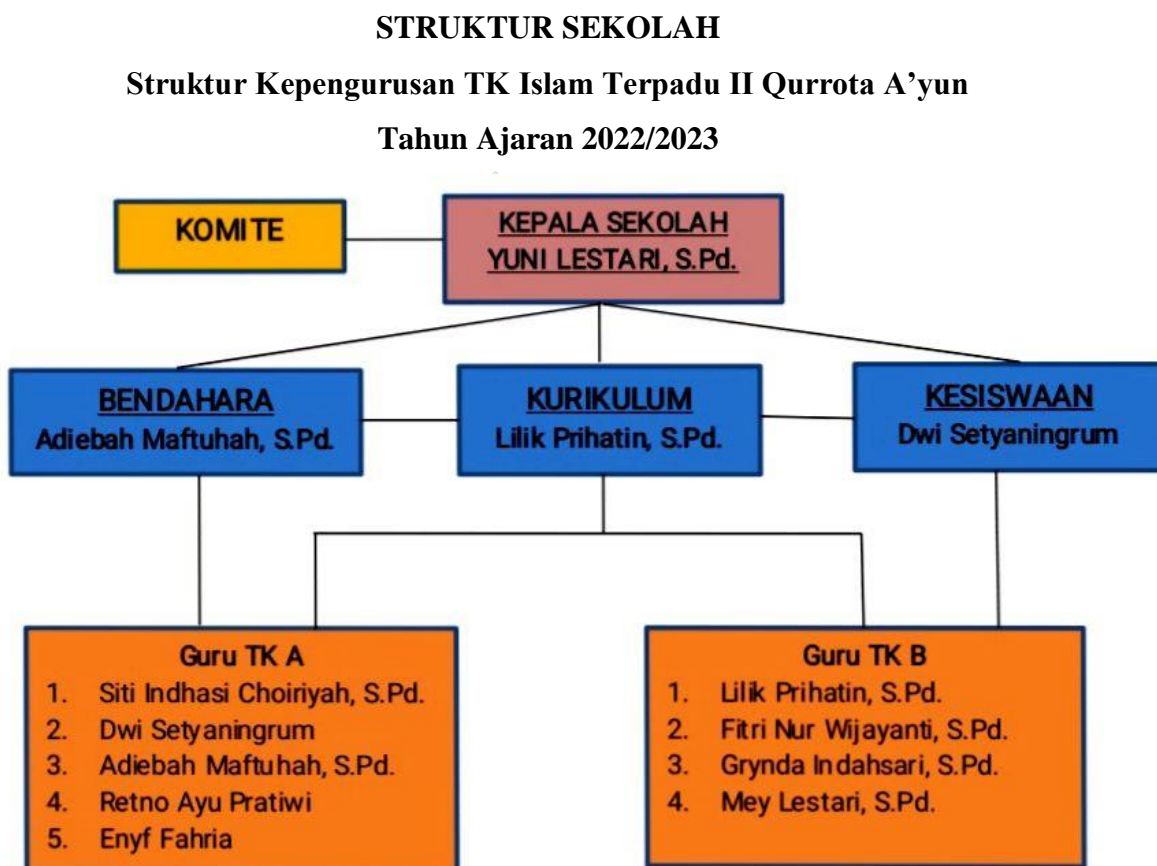 STRUKTUR SEKOLAH
Struktur Kepengurusan TK Islam Terpadu II Qurrota A’yun
Tahun Ajaran 2022/2023
KOMITE
KEPALA SEKOLAH
YUNI LESTARI, S.Pd.
BENDAHARA
Adiebah Maftuhah, S.Pd.
KURIKULUM
Lilik Prihatin, S.Pd.
KESISWAAN
Dwi Setyaningrum
Guru TK A
1. Siti Indhasi Choiriyah, S.Pd.
2. Dwi Setyaningrum
3. Adiebah Maftuhah, S.Pd.
4. Retno Ayu Pratiwi
5. Enyf Fahria
Guru TK B
1. Lilik Prihatin, S.Pd.
2. Fitri Nur Wijayanti, S.Pd.
3. Grynda Indahsari, S.Pd.
4. Mey Lestari, S.Pd.